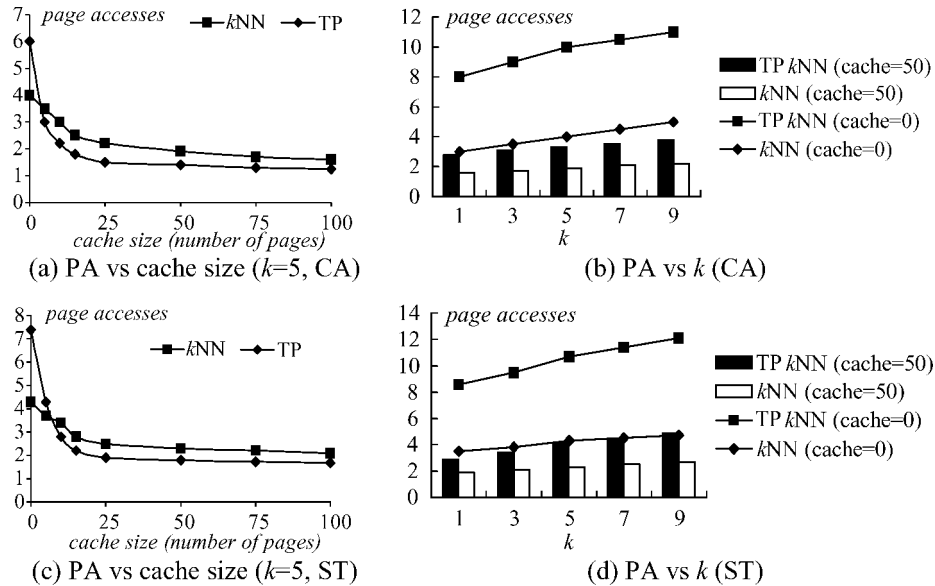 page accesses
7
6
5
4
3
2
1
0
kNN TP
0 25 50 75 100
cache size (number of pages)
(a) PA vs cache size (k=5, CA)
page accesses
12
10
8
6
4
2
0
1 3 5 7 9
k
TP kNN (cache=50)
kNN (cache=50)
TP kNN (cache=0)
kNN (cache=0)
(b) PA vs k (CA)
page accesses
8
7
6
5
4
3
2
1
0
kNN TP
0 25 50 75 100
cache size (number of pages)
(c) PA vs cache size (k=5, ST)
page accesses
14
12
10
8
6
4
2
0
1 3 5 7 9
k
TP kNN (cache=50)
kNN (cache=50)
TP kNN (cache=0)
kNN (cache=0)
(d) PA vs k (ST)